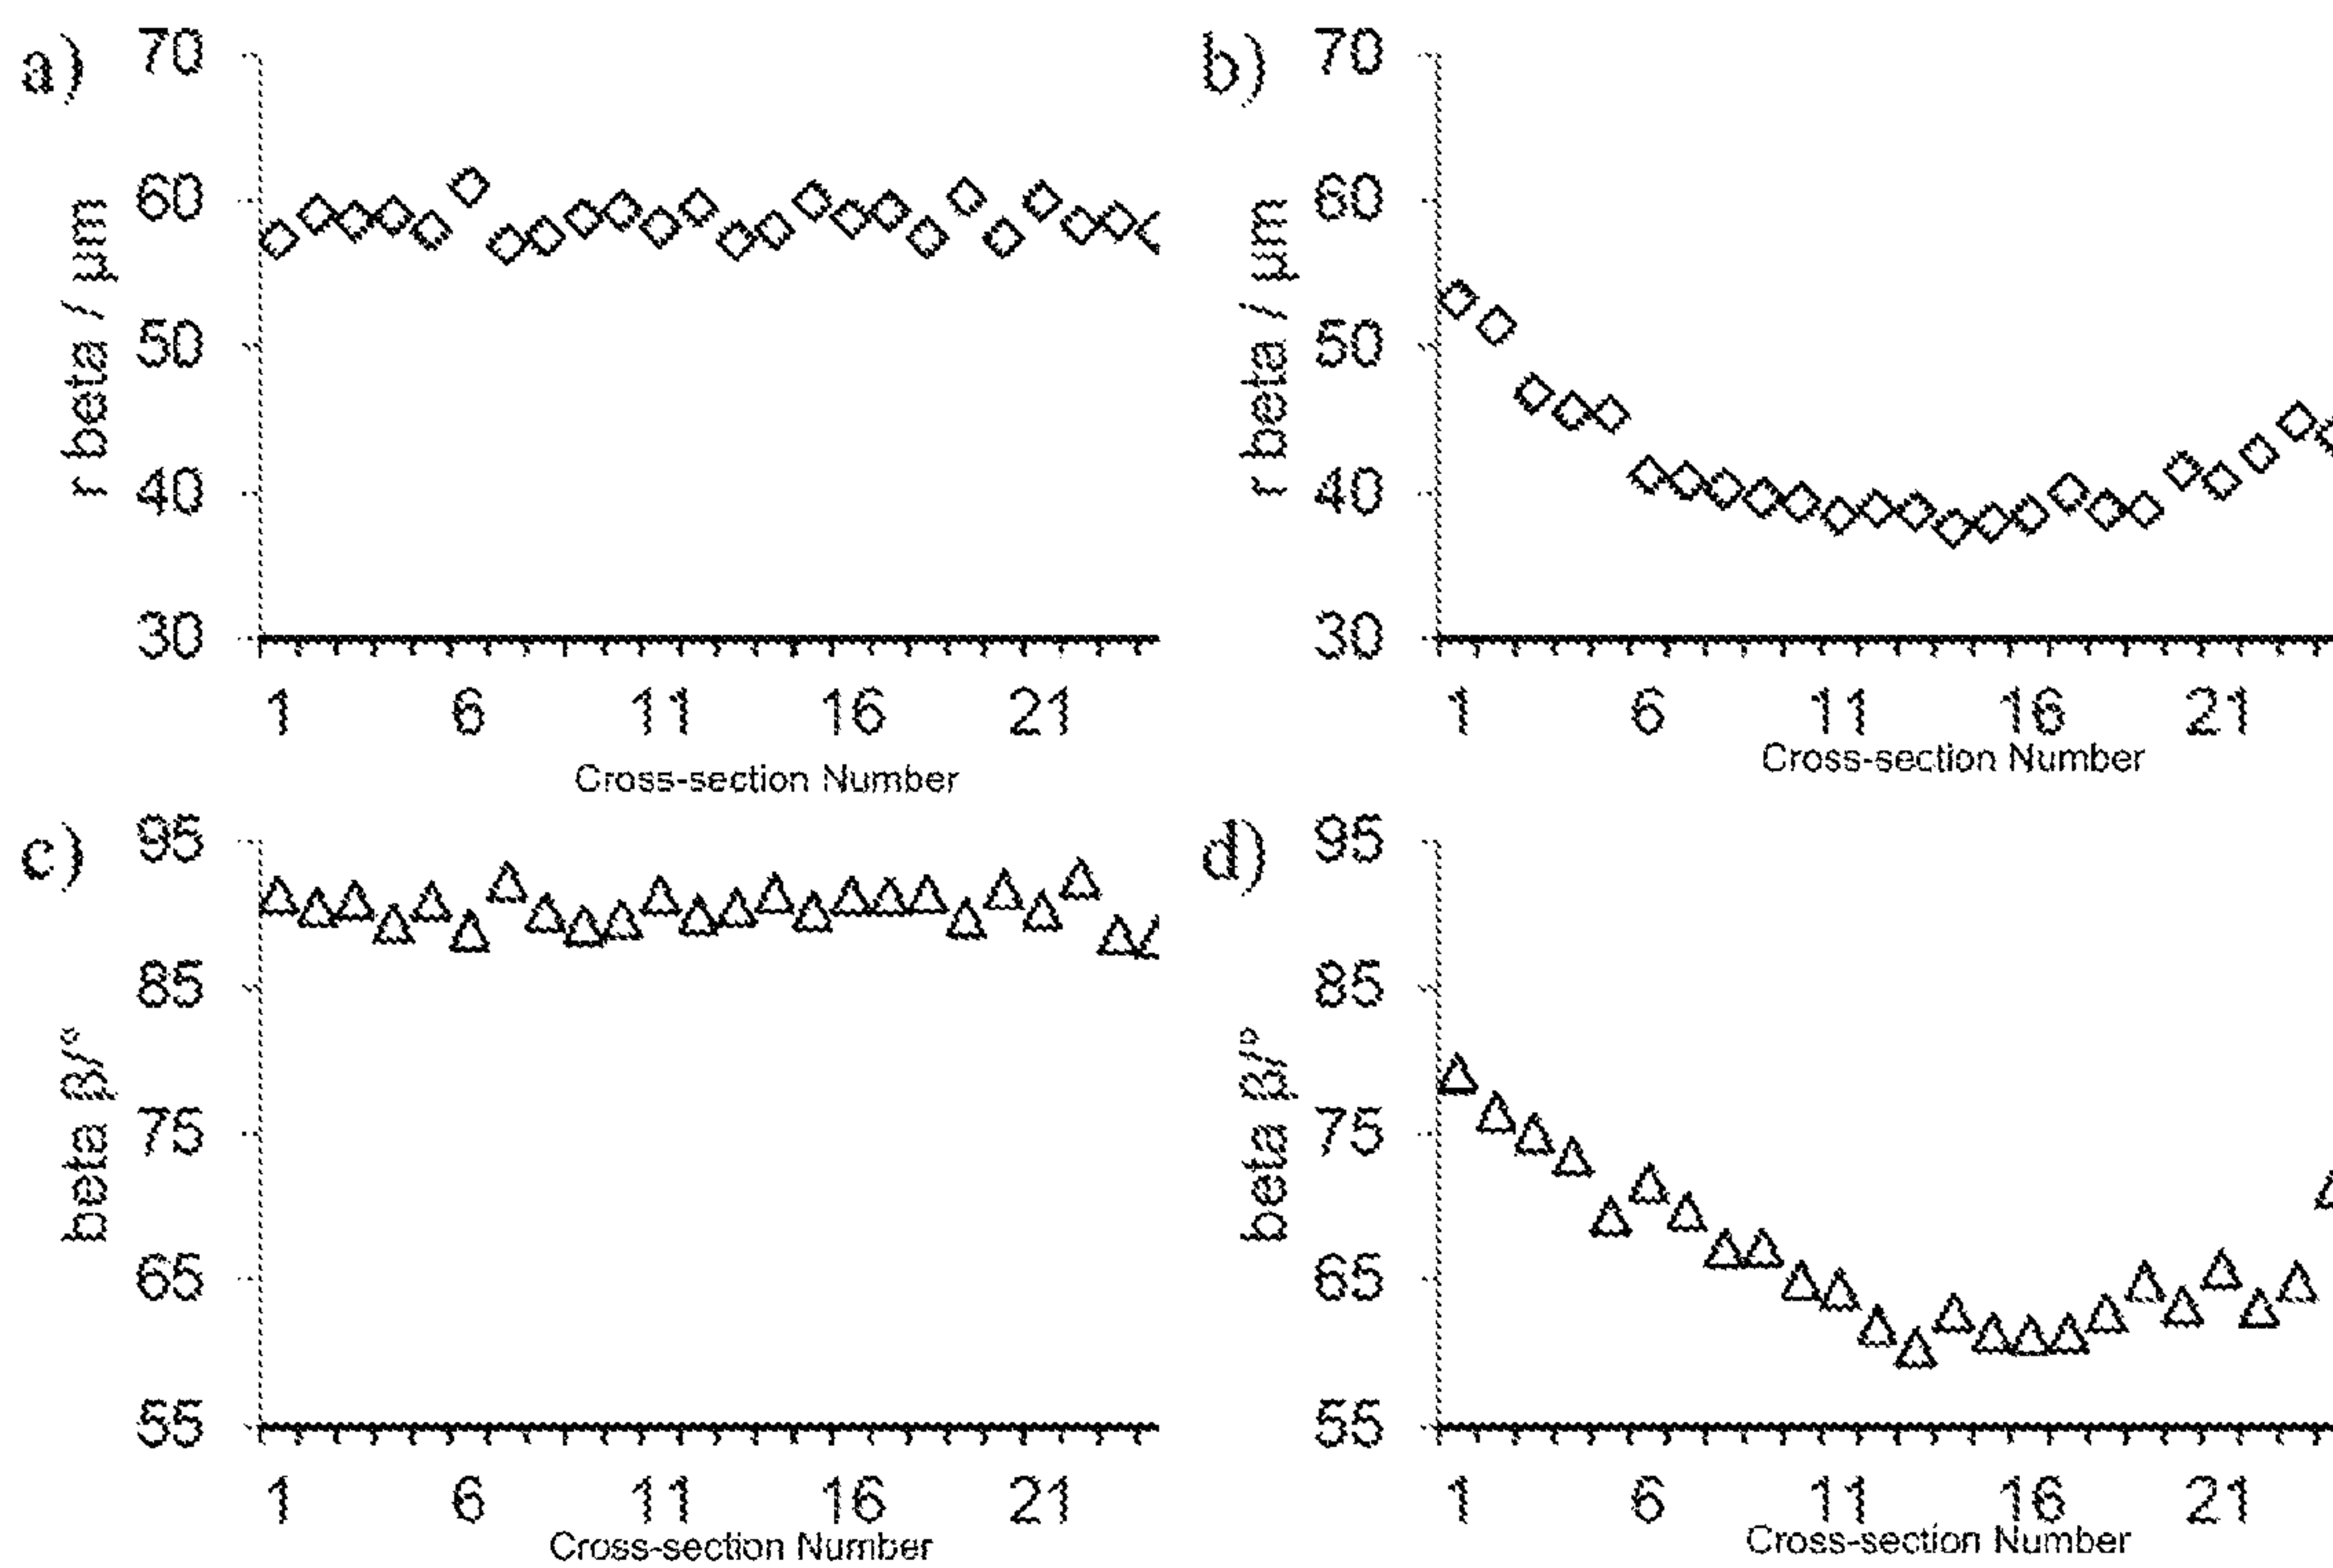 a)
70
60
50
40
30
r beta / µm
1 6 11 16 21
Cross-section Number
b)
70
60
50
40
30
r beta / µm
1 6 11 16 21
Cross-section Number
c)
95
85
75
65
55
beta β/°
1 6 11 16 21
Cross-section Number
d)
95
85
75
65
55
beta β/°
1 6 11 16 21
Cross-section Number